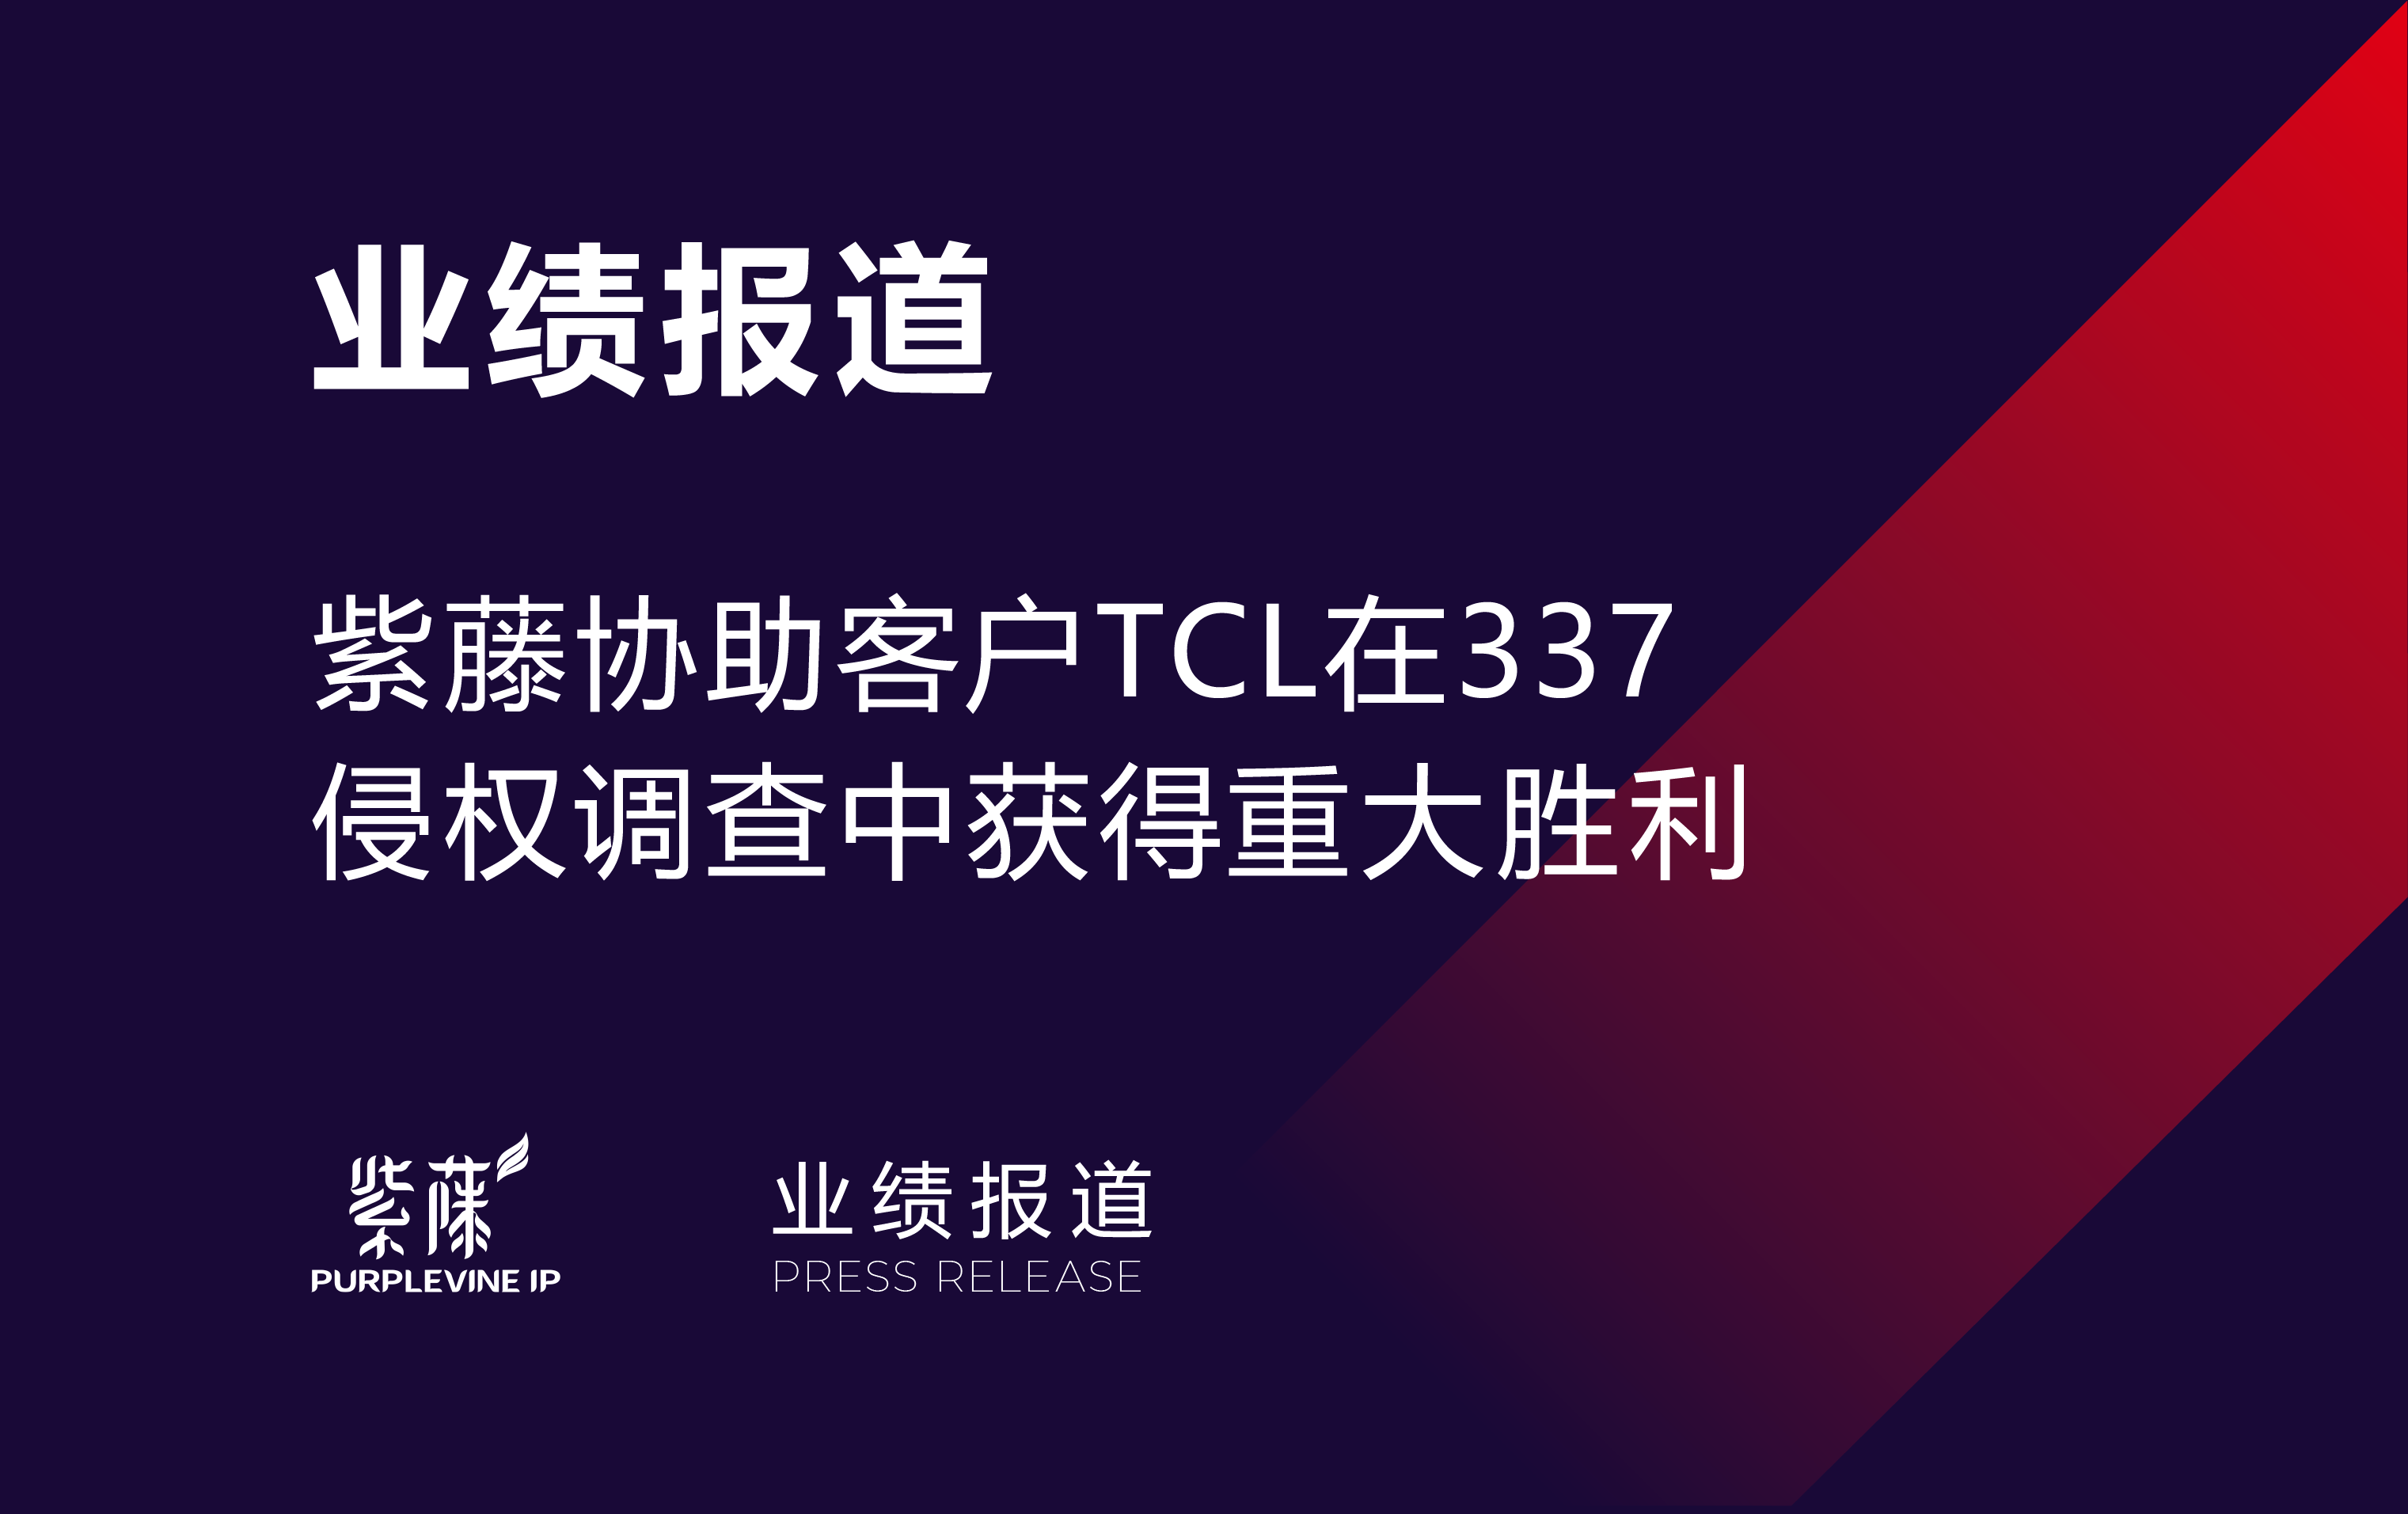 业绩报道
紫藤协助客户TCL在337
侵权调查中获得重大胜利
紫藤
PURPLEVINE IP
业绩报道
PRESS RELEASE